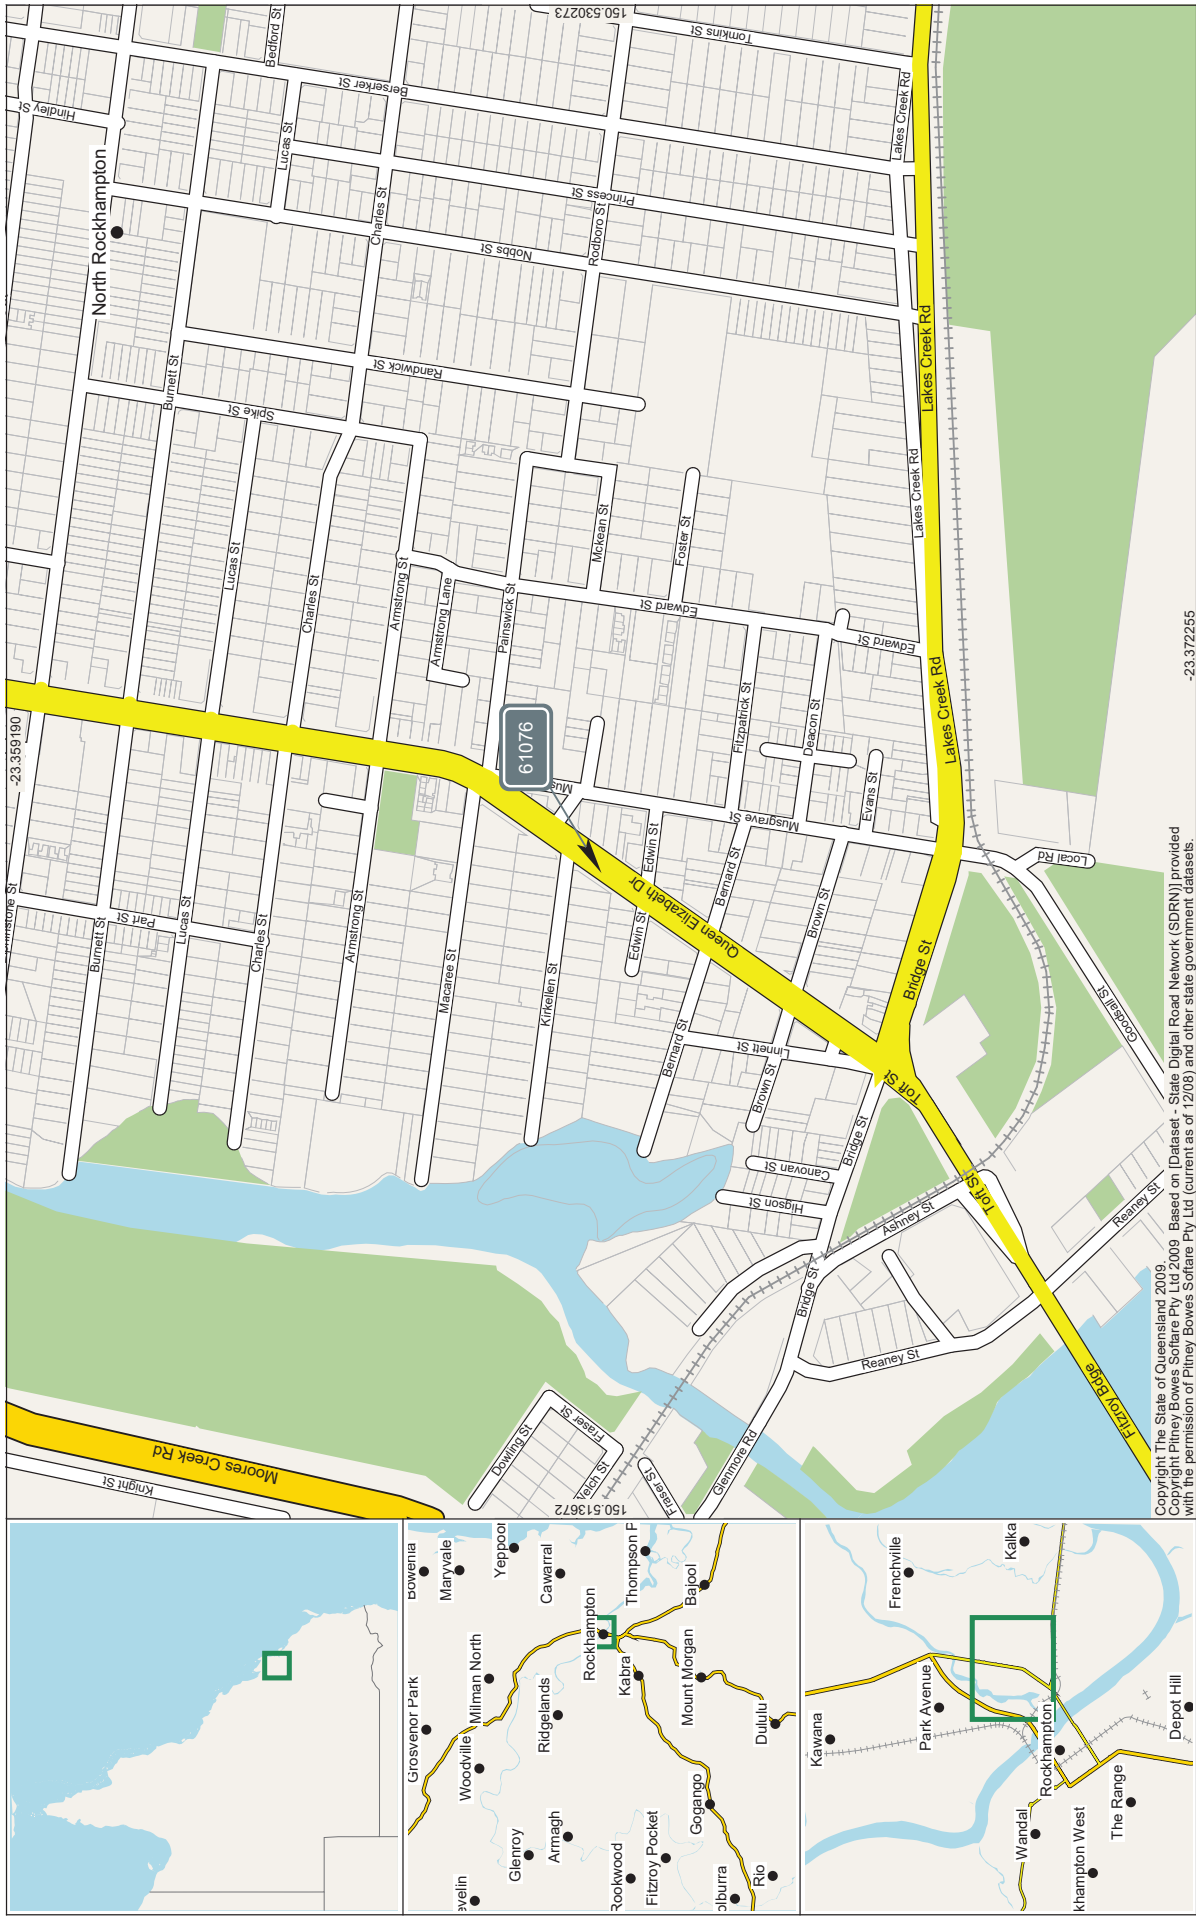 150.530273
Tomkins St
Bedford St
Berserker St
Hindley St
Lucas St
Lakes Creek Rd
North Rockhampton
Charles St
Princess St
Rodboro St
Nobbs St
Burnett St
Randwick St
Spike St
Lakes Creek Rd
Lakes Creek Rd
Lucas St
Charles St
Armstrong St
Armstrong Lane
Painswick St
Mckean St
Foster St
Edward St
Edward St
-23.372255
-23.359190
61076
Fitzpatrick St
Deacon St
Lakes Creek Rd
Evans St
Musgrave St
Mus
Edwin St
Bernard St
Queen Elizabeth Dr
Brown St
Local Rd
Part St
Burnett St
Lucas St
Charles St
Armstrong St
Macaree St
Kirkellen St
Edwin St
Bernard St
Linnett St
Brown St
Bridge St
Toft St
Goodsall St
Canovan St
Higson St
Bridge St
Ashney St
Toft St
Reaney St
Bridge St
Reaney St
Fitzroy Bdge
Glenmore Rd
Dowling St
Fraser St
Welch St
Fraser St
Moores Creek Rd
Knight St
150.513672
Copyright The State of Queensland 2009.
Copyright Pitney Bowes Softare Pty Ltd 2009 Based on [Dataset - State Digital Road Network (SDRN)] provided
with the permission of Pitney Bowes Softare Pty Ltd (current as of 12/08) and other state government datasets.
Bowenia
Maryvale
Yeppoon
Cawarral
Thompson P
Bajool
Rockhampton
Kabra
Mount Morgan
Dululu
Grosvenor Park
Milman North
Ridgelands
Woodville
Glenroy
Armagh
Rookwood
Fitzroy Pocket
Gogango
Rio
evelin
olburra
Frenchville
Kalka
Park Avenue
Kawana
Rockhampton
Depot Hill
The Range
Wandal
khampton West